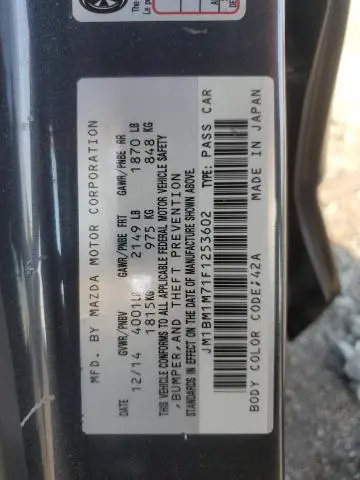 MFD. BY MAZDA MOTOR CORPORATION
DATE GVWR/PNBV GAWR/PNBE FRT GAWR/PNBE RR
12/14 4001LB 2149 LB 1870 LB
1815KG 975 KG 848 KG
THIS VEHICLE CONFORMS TO ALL APPLICABLE FEDERAL MOTOR VEHICLE SAFETY
,BUMPER,AND THEFT PREVENTION
STANDARDS IN EFFECT ON THE DATE OF MANUFACTURE SHOWN ABOVE.
JM1BM1M71F1253602 TYPE: PASS CAR
BODY COLOR CODE;42A MADE IN JAPAN